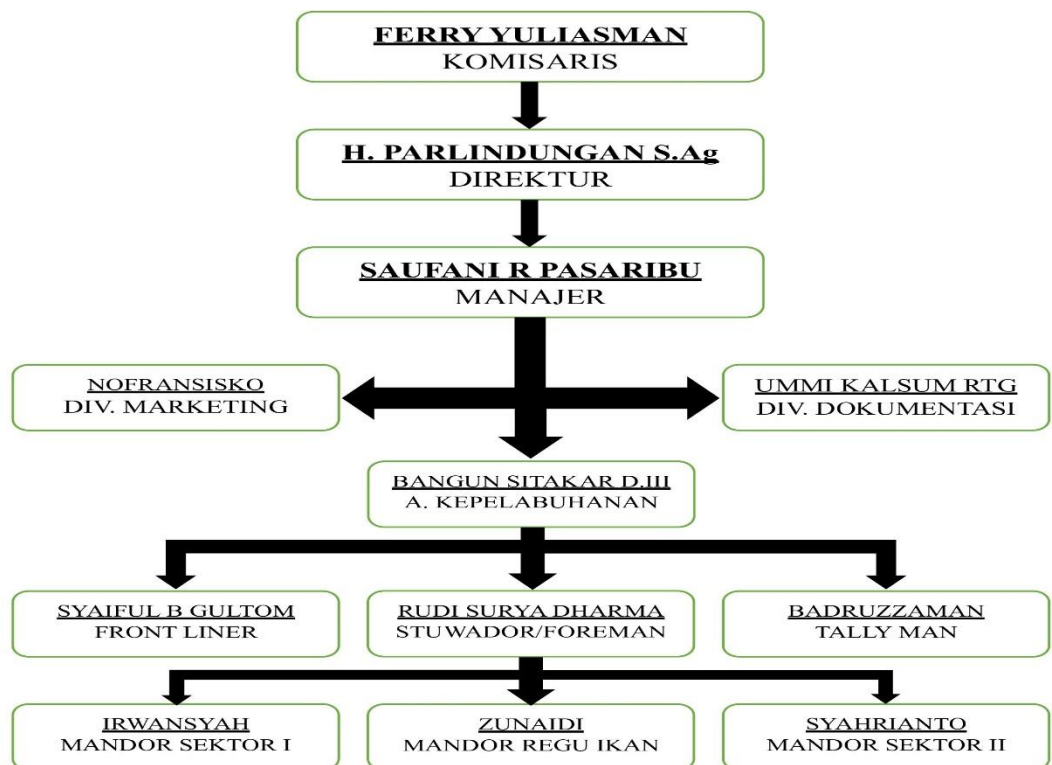 FERRY YULIASMAN
KOMISARIS
H. PARLINDUNGAN S.Ag
DIREKTUR
SAUFANI R PASARIBU
MANAJER
NOFRANSISKO
DIV. MARKETING
UMMI KALSUM RTG
DIV. DOKUMENTASI
BANGUN SITAKAR D.III
A. KEPELABUHANAN
SYAIFUL B GULTOM
FRONT LINER
RUDI SURYA DHARMA
STUWADOR/FOREMAN
BADRUZZAMAN
TALLY MAN
IRWANSYAH
MANDOR SEKTOR I
ZUNAIDI
MANDOR REGU IKAN
SYAHRIANTO
MANDOR SEKTOR II